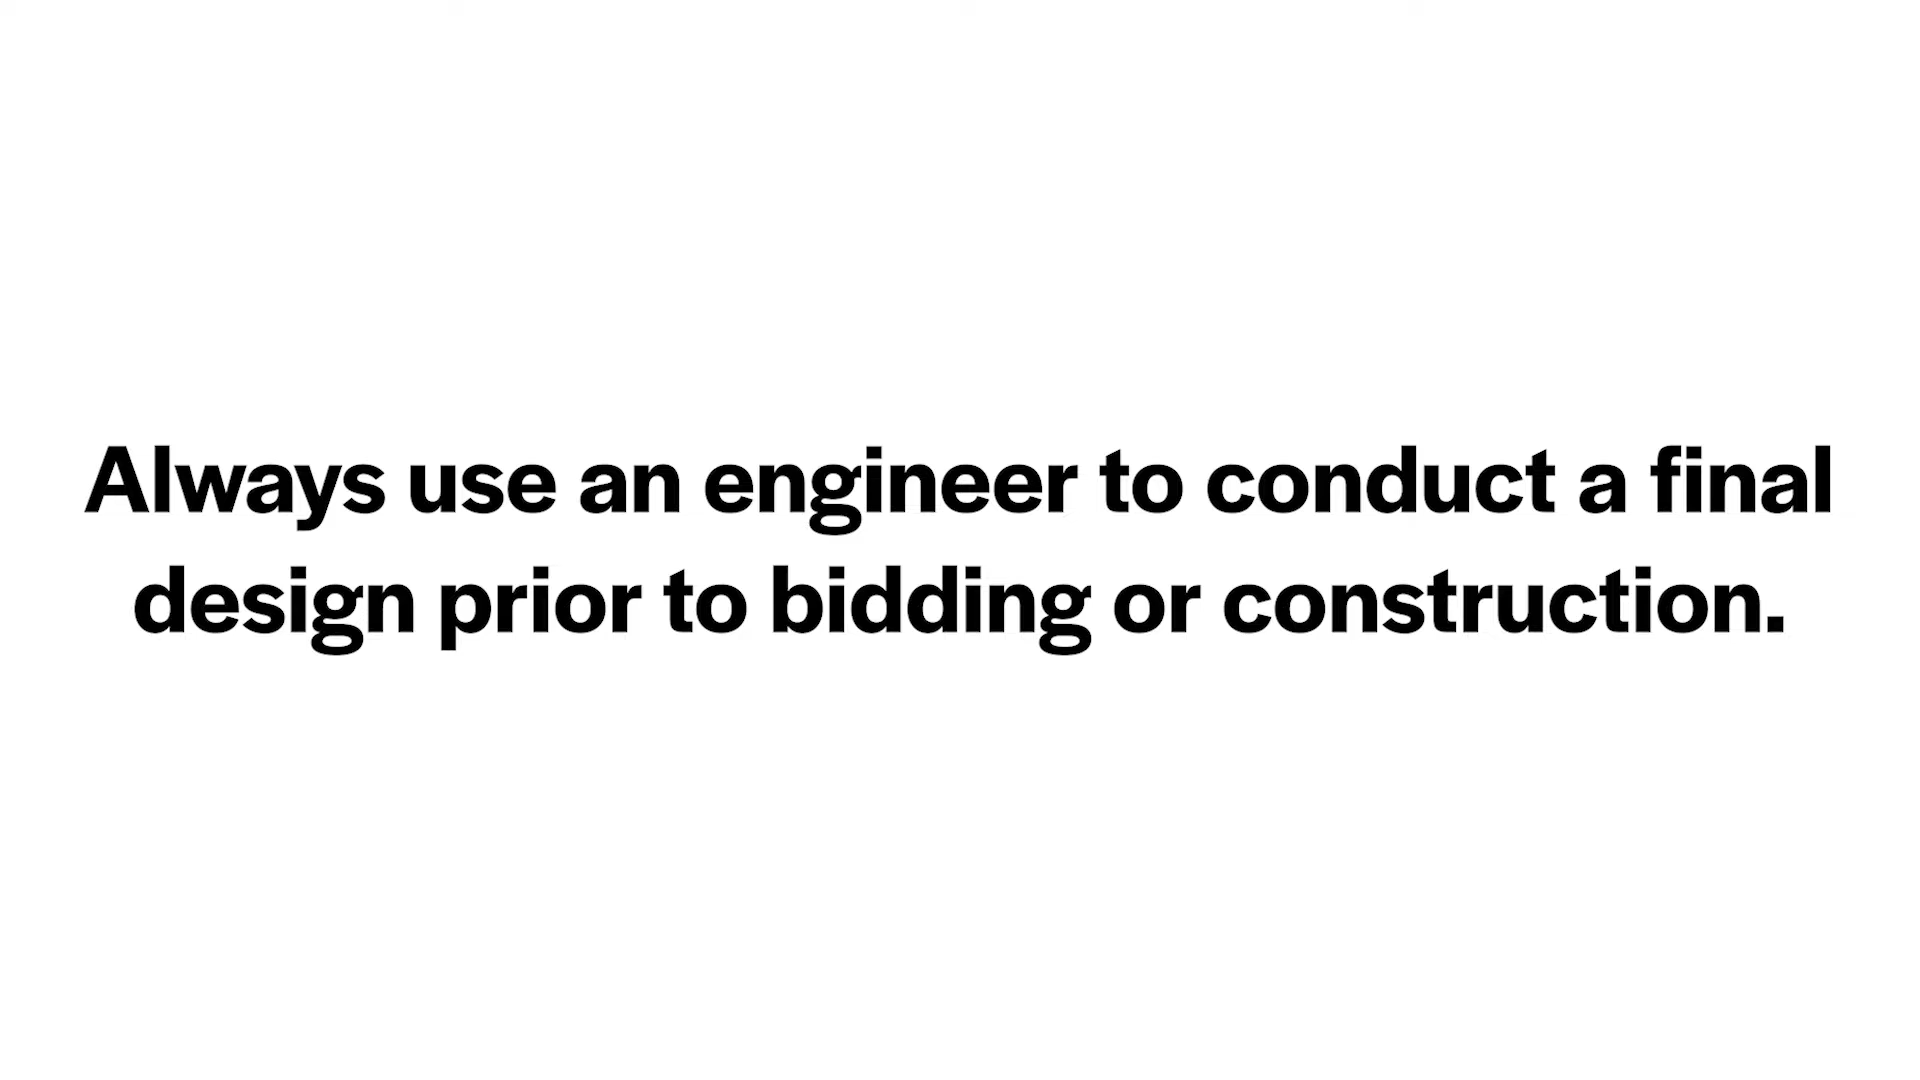 Always use an engineer to conduct a final
design prior to bidding or construction.